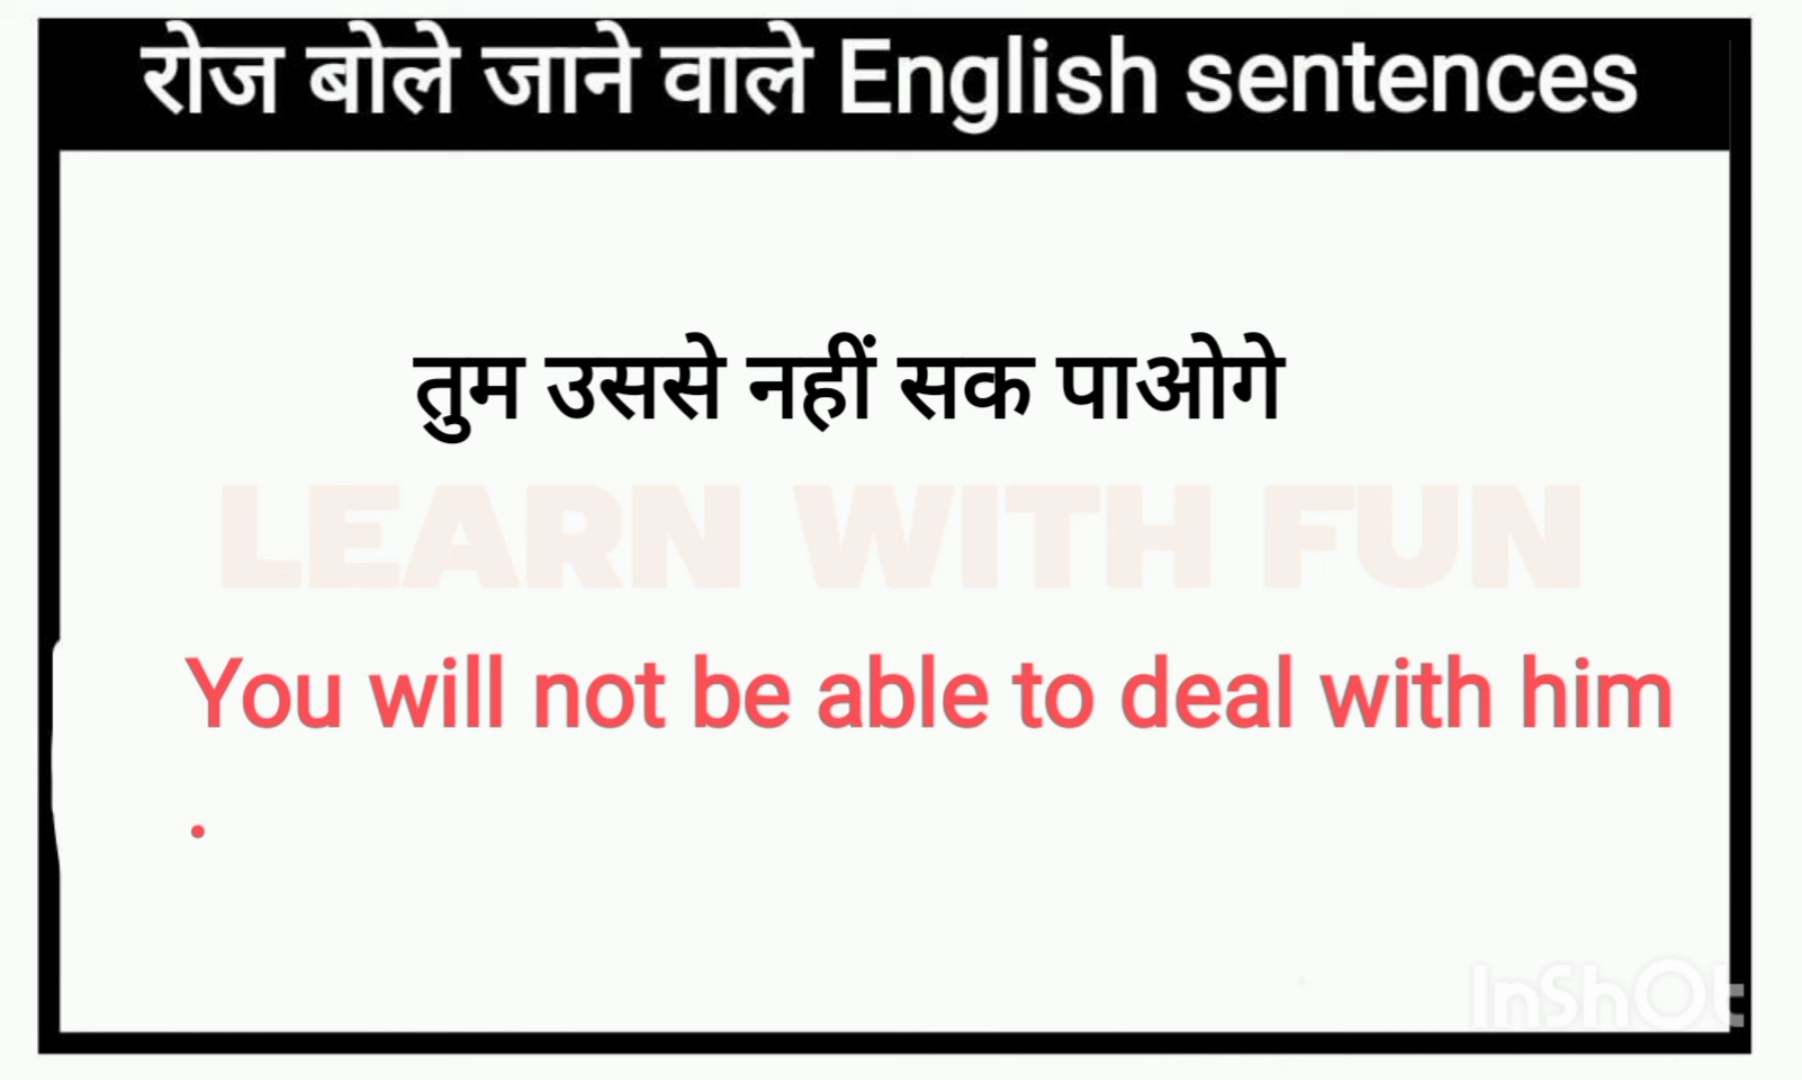 रोज बोले जाने वाले English sentences
तुम उससे नहीं सक पाओगे
LEARN WITH FUN
You will not be able to deal with him
.
InShOt